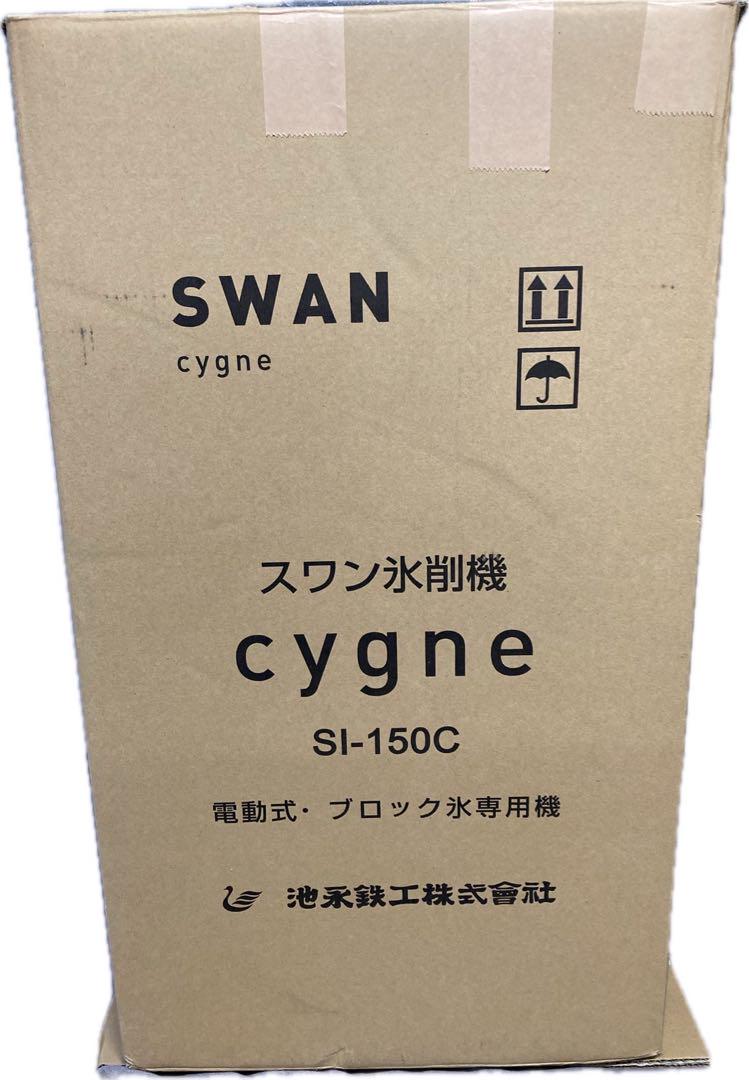 SWAN
cygne
スワン氷削機
cygne
SI-150C
電動式・ブロック氷専用機
池永鉄工株式會社